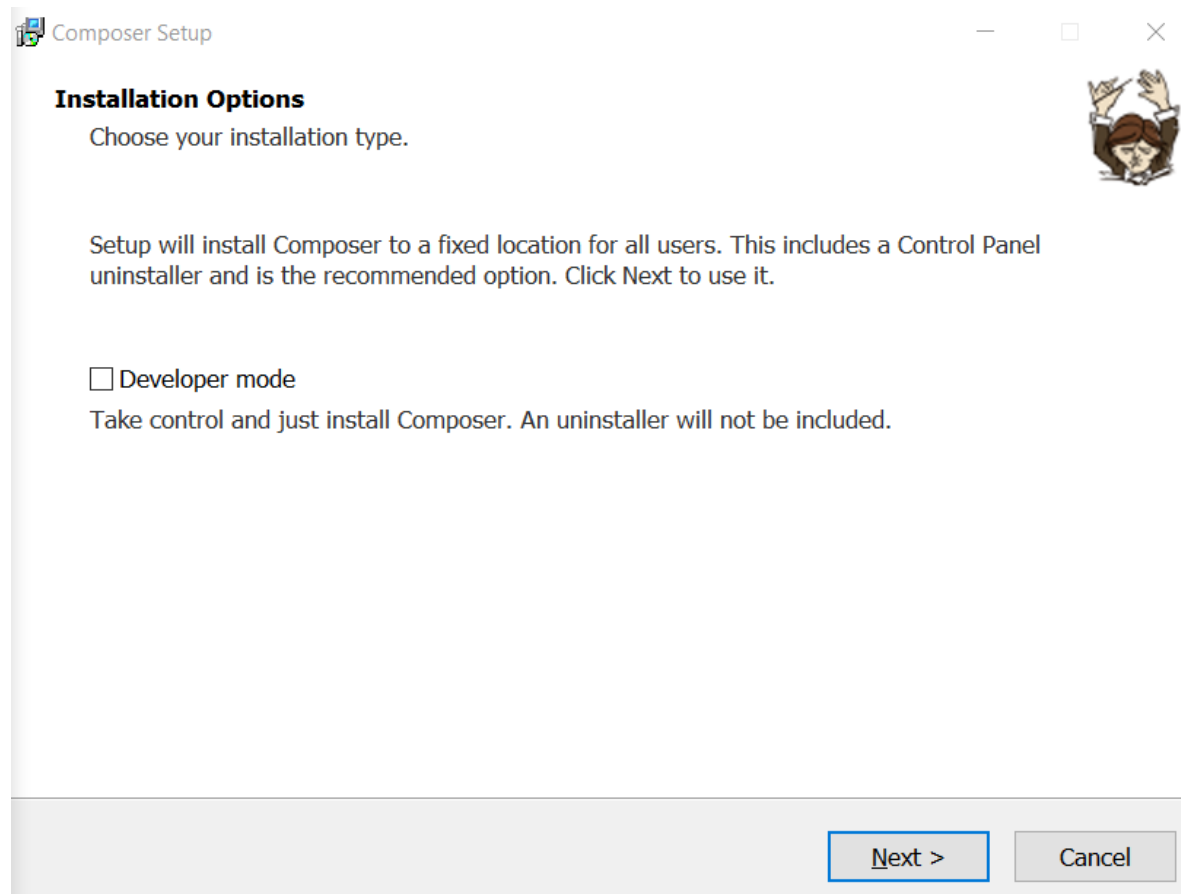 Composer Setup
Installation Options
Choose your installation type.
Setup will install Composer to a fixed location for all users. This includes a Control Panel
uninstaller and is the recommended option. Click Next to use it.
Developer mode
Take control and just install Composer. An uninstaller will not be included.
Next >
Cancel